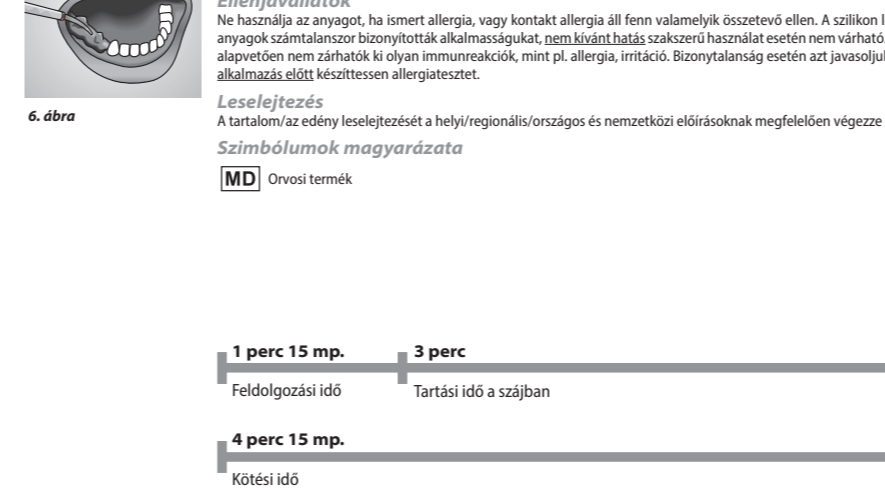 Ellenjavallatok
Ne használja az anyagot, ha ismert allergia, vagy kontakt allergia áll fenn valamelyik összetevő ellen. A szilikon
anyagok számtalanszor bizonyították alkalmasságukat, nem kívánt hatás szakszerű használat esetén nem várható.
alapvetően nem zárhatók ki olyan immunreakciók, mint pl. allergia, irritáció. Bizonytalanság esetén azt
alkalmazás előtt készíttessen allergiatesztet.
6. ábra
Leselejtezés
A tartalom/az edény leselejtezését a helyi/regionális/országos és nemzetközi előírásoknak megfelelően végezze
Szimbólumok magyarázata
MD Orvosi termék
1 perc 15 mp. 3 perc
Feldolgozási idő Tartási idő a szájban
4 perc 15 mp.
Kötési idő